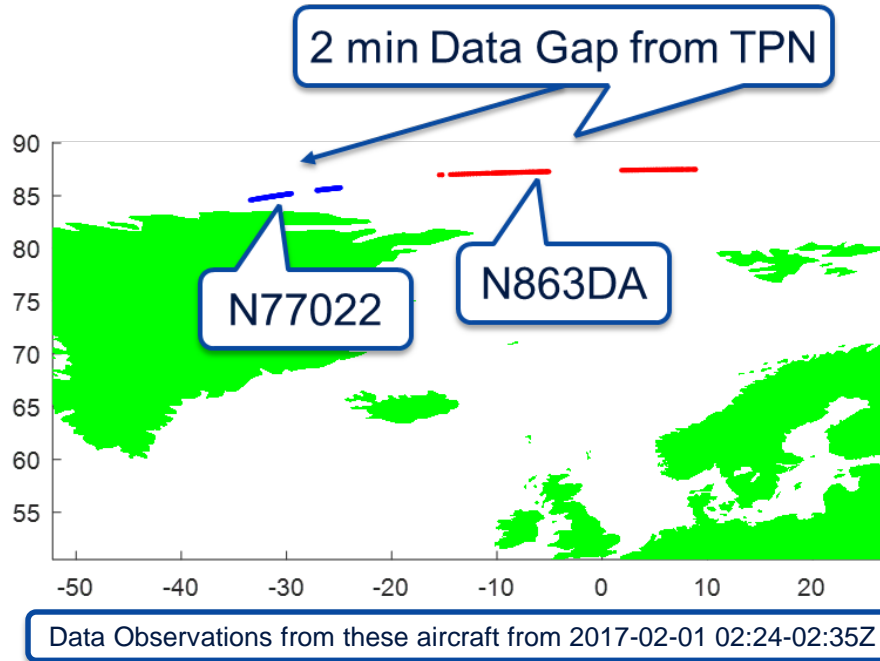 2 min Data Gap from TPN
90
85
80
75
70
65
60
55
N77022
N863DA
-50 -40 -30 -20 -10 0 10 20
Data Observations from these aircraft from 2017-02-01 02:24-02:35Z